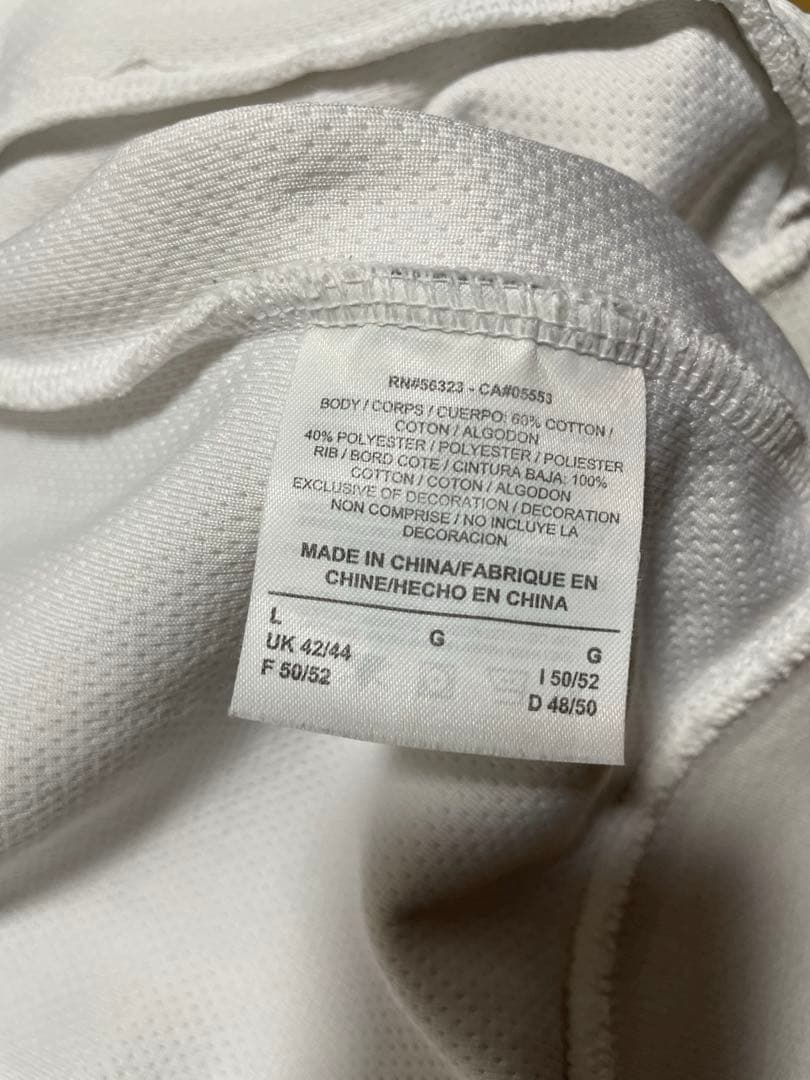 RN#56323 - CA#05553
BODY / CORPS / CUERPO: 60% COTTON /
COTON / ALGODON
40% POLYESTER / POLYESTER / POLIESTER
RIB / BORD COTE / CINTURA BAJA: 100%
COTTON / COTON / ALGODON
EXCLUSIVE OF DECORATION / DECORATION
NON COMPRISE / NO INCLUYE LA
DECORACION
MADE IN CHINA/FABRIQUE EN
CHINE/HECHO EN CHINA
L G G
UK 42/44 I 50/52
F 50/52 D 48/50